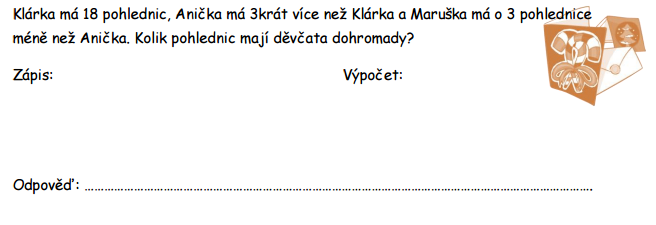 Klárka má 18 pohlednic, Anička má 3krát více než Klárka a Maruška má o 3 pohlednice
méně než Anička. Kolik pohlednic mají děvčata dohromady?
Zápis: Výpočet:
Odpověď: ……………………………………………………………………………………………………………………………………….